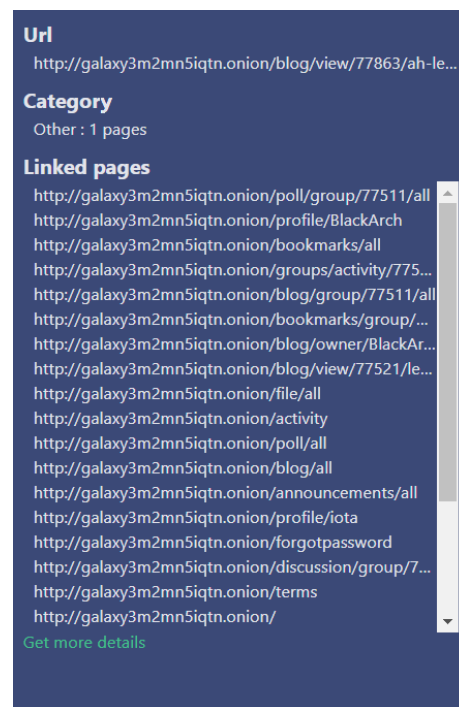 Url
http://galaxy3m2mn5iqtn.onion/blog/view/77863/ah-le...
Category
Other : 1 pages
Linked pages
http://galaxy3m2mn5iqtn.onion/poll/group/77511/all
http://galaxy3m2mn5iqtn.onion/profile/BlackArch
http://galaxy3m2mn5iqtn.onion/bookmarks/all
http://galaxy3m2mn5iqtn.onion/groups/activity/775...
http://galaxy3m2mn5iqtn.onion/blog/group/77511/all
http://galaxy3m2mn5iqtn.onion/bookmarks/group/...
http://galaxy3m2mn5iqtn.onion/blog/owner/BlackAr...
http://galaxy3m2mn5iqtn.onion/blog/view/77521/le...
http://galaxy3m2mn5iqtn.onion/file/all
http://galaxy3m2mn5iqtn.onion/activity
http://galaxy3m2mn5iqtn.onion/poll/all
http://galaxy3m2mn5iqtn.onion/blog/all
http://galaxy3m2mn5iqtn.onion/announcements/all
http://galaxy3m2mn5iqtn.onion/profile/iota
http://galaxy3m2mn5iqtn.onion/forgotpassword
http://galaxy3m2mn5iqtn.onion/discussion/group/7...
http://galaxy3m2mn5iqtn.onion/terms
http://galaxy3m2mn5iqtn.onion/
Get more details